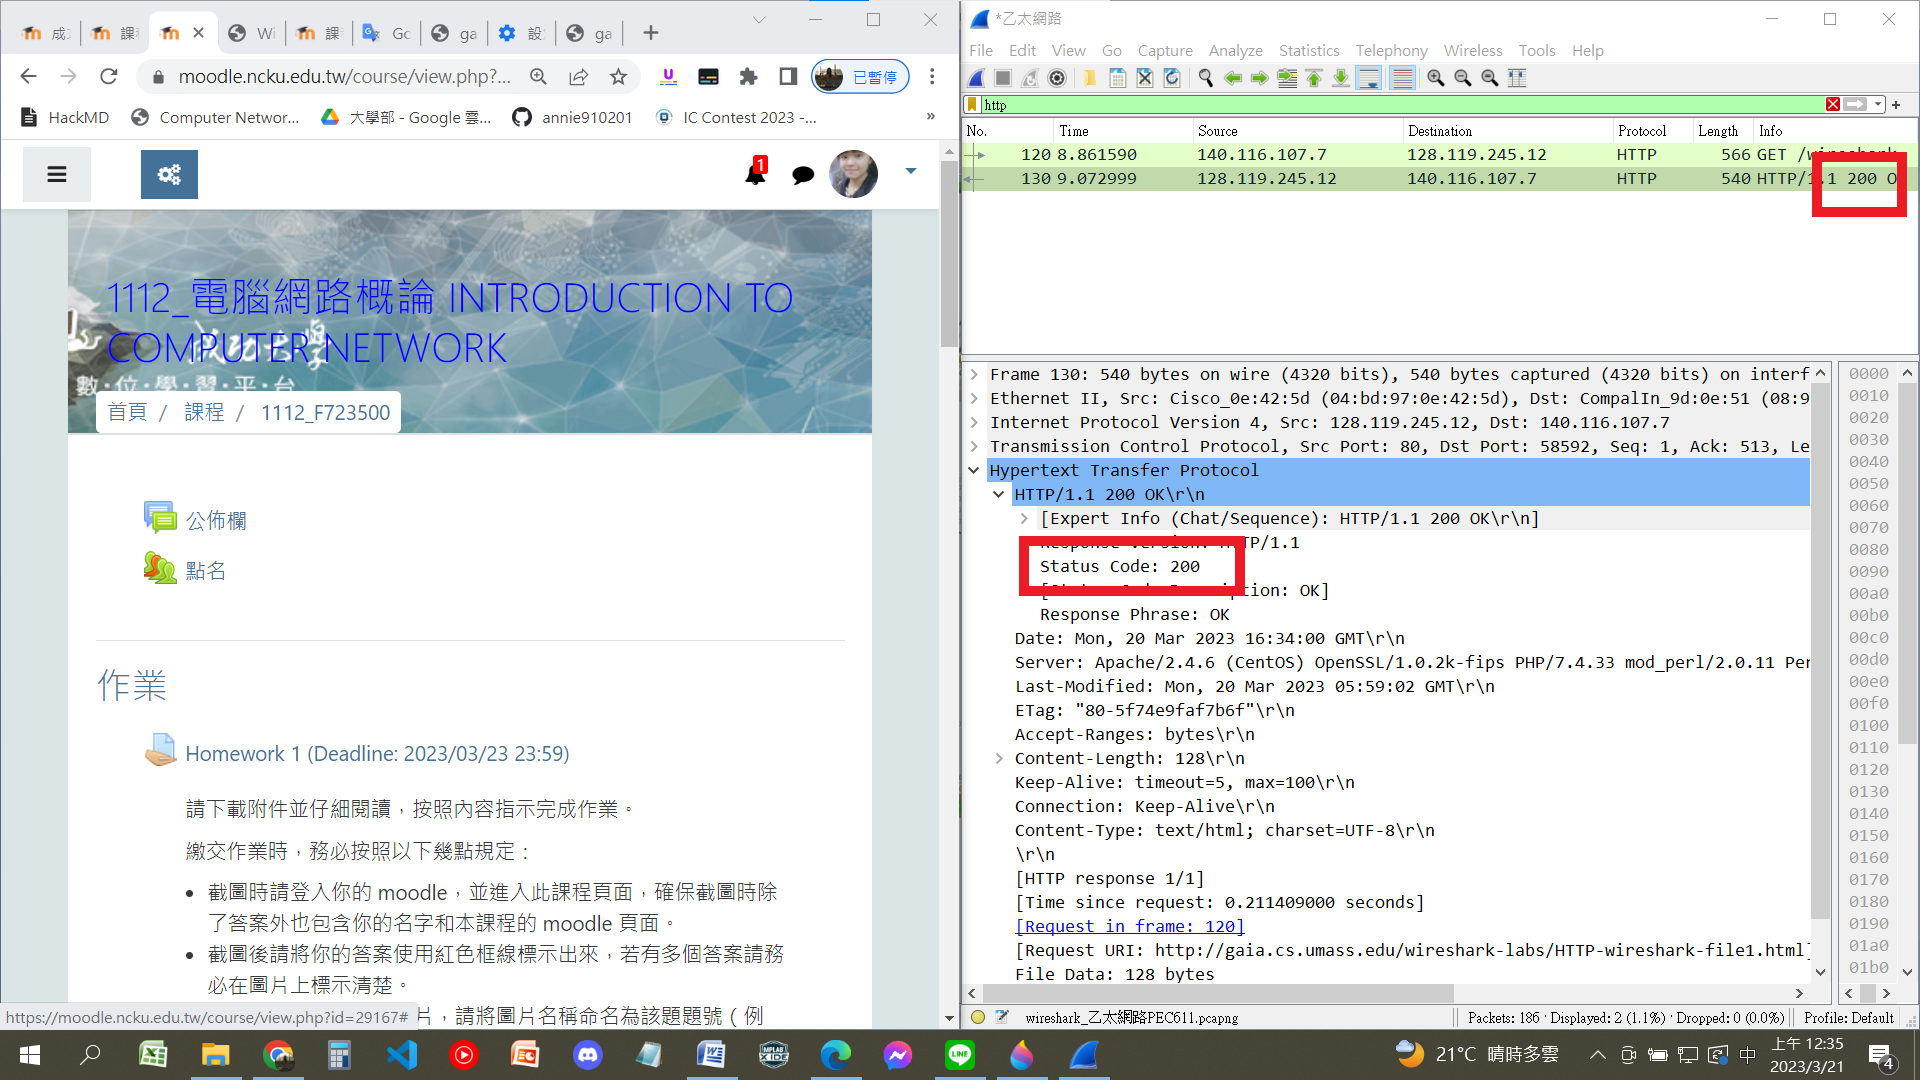 成
課
Wi
課
Go
ga
設
ga
moodle.ncku.edu.tw/course/view.php?...
已暫停
HackMD
Computer Networ...
大學部 - Google 雲...
annie910201
IC Contest 2023 -...
»
1
1112_電腦網路概論 INTRODUCTION TO
COMPUTER NETWORK
數·位·學·習·平·台
首頁 / 課程 / 1112_F723500
公佈欄
點名
作業
Homework 1 (Deadline: 2023/03/23 23:59)
請下載附件並仔細閱讀，按照內容指示完成作業。
繳交作業時，務必按照以下幾點規定：
截圖時請登入你的 moodle，並進入此課程頁面，確保截圖時除
了答案外也包含你的名字和本課程的 moodle 頁面。
截圖後請將你的答案使用紅色框線標示出來，若有多個答案請務
必在圖片上標示清楚。
片，請將圖片名稱命名為該題題號（例
https://moodle.ncku.edu.tw/course/view.php?id=29167#
*乙太網路
File Edit View Go Capture Analyze Statistics Telephony Wireless Tools Help
http
No. Time Source Destination Protocol Length Info
120 8.861590 140.116.107.7 128.119.245.12 HTTP 566 GET /wireshark
130 9.072999 128.119.245.12 140.116.107.7 HTTP 540 HTTP/1.1 200 O
Frame 130: 540 bytes on wire (4320 bits), 540 bytes captured (4320 bits) on interf
Ethernet II, Src: Cisco_0e:42:5d (04:bd:97:0e:42:5d), Dst: CompalIn_9d:0e:51 (08:9
Internet Protocol Version 4, Src: 128.119.245.12, Dst: 140.116.107.7
Transmission Control Protocol, Src Port: 80, Dst Port: 58592, Seq: 1, Ack: 513, Le
Hypertext Transfer Protocol
HTTP/1.1 200 OK\r\n
[Expert Info (Chat/Sequence): HTTP/1.1 200 OK\r\n]
Response Version: HTTP/1.1
Status Code: 200
[Status Code Description: OK]
Response Phrase: OK
Date: Mon, 20 Mar 2023 16:34:00 GMT\r\n
Server: Apache/2.4.6 (CentOS) OpenSSL/1.0.2k-fips PHP/7.4.33 mod_perl/2.0.11 Per
Last-Modified: Mon, 20 Mar 2023 05:59:02 GMT\r\n
ETag: "80-5f74e9faf7b6f"\r\n
Accept-Ranges: bytes\r\n
Content-Length: 128\r\n
Keep-Alive: timeout=5, max=100\r\n
Connection: Keep-Alive\r\n
Content-Type: text/html; charset=UTF-8\r\n
\r\n
[HTTP response 1/1]
[Time since request: 0.211409000 seconds]
[Request in frame: 120]
[Request URI: http://gaia.cs.umass.edu/wireshark-labs/HTTP-wireshark-file1.html]
File Data: 128 bytes
0000
0010
0020
0030
0040
0050
0060
0070
0080
0090
00a0
00b0
00c0
00d0
00e0
00f0
0100
0110
0120
0130
0140
0150
0160
0170
0180
0190
01a0
01b0
wireshark_乙太網路PEC611.pcapng
Packets: 186 · Displayed: 2 (1.1%) · Dropped: 0 (0.0%)
Profile: Default
21°C 晴時多雲
中
上午 12:35
2023/3/21
4